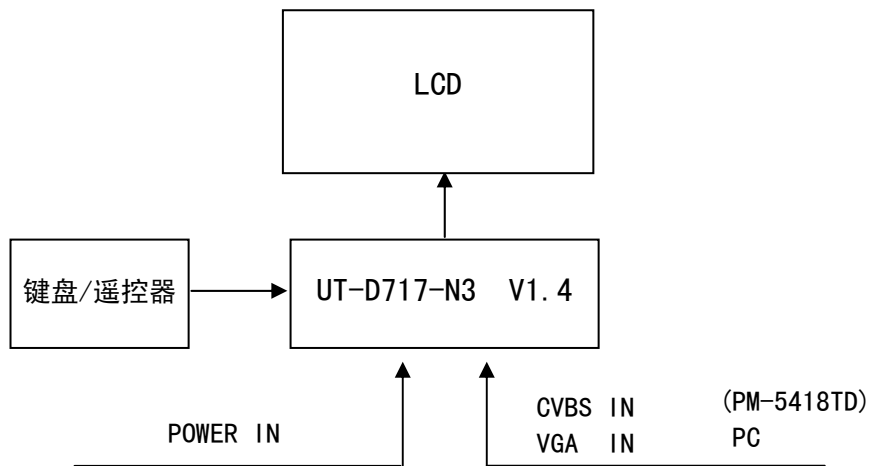 LCD
键盘/遥控器
UT-D717-N3 V1.4
POWER IN
CVBS IN (PM-5418TD)
VGA IN PC